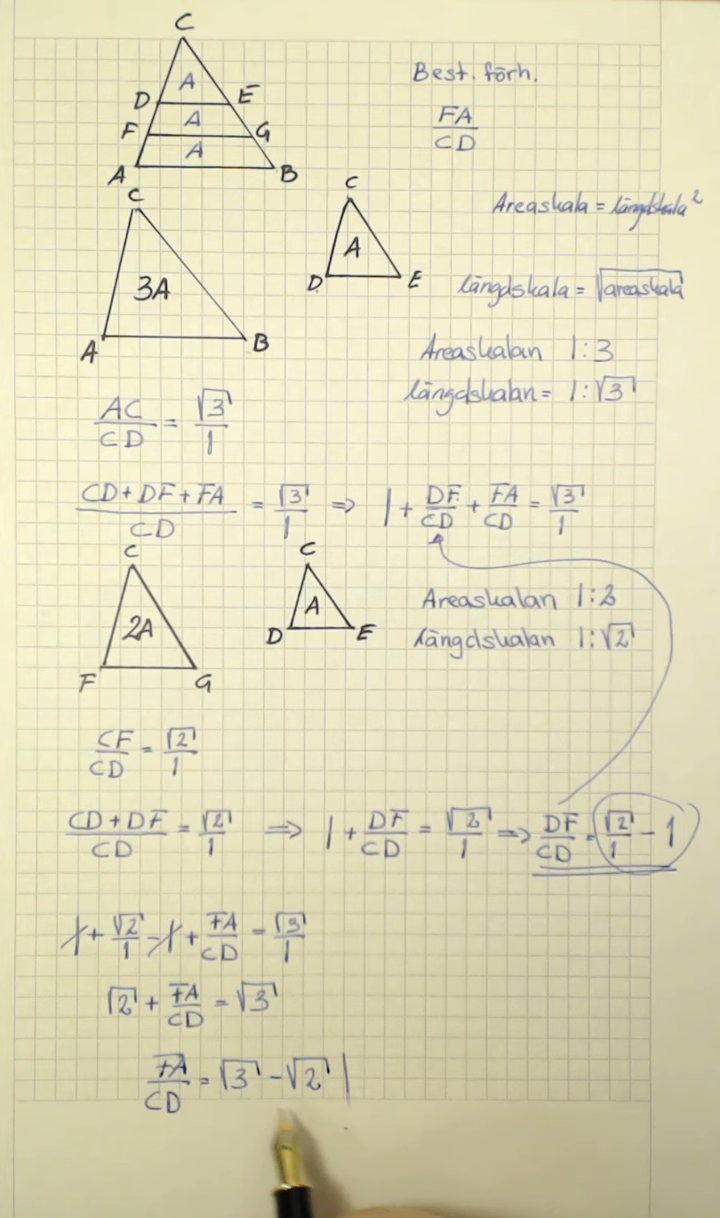 C
Best. förh.
A
D E
FA/CD
A
F G
A
A B
C
C
Areaskala = längdskala²
A
3A
D E
längdskala = √areaskala
A B
Areaskalan 1:3
längdskalan = 1:√3
AC/CD = √3/1
(CD+DF+FA)/CD = √3/1 ⇒ 1 + DF/CD + FA/CD = √3/1
C
C
Areaskalan 1:2
A
2A
D E
längdskalan 1:√2
F G
CF/CD = √2/1
(CD+DF)/CD = √2/1 ⇒ 1 + DF/CD = √2/1 ⇒ DF/CD = √2/1 - 1
1 + √2/1 - 1 + FA/CD = √3/1
√2 + FA/CD = √3
FA/CD = √3 - √2